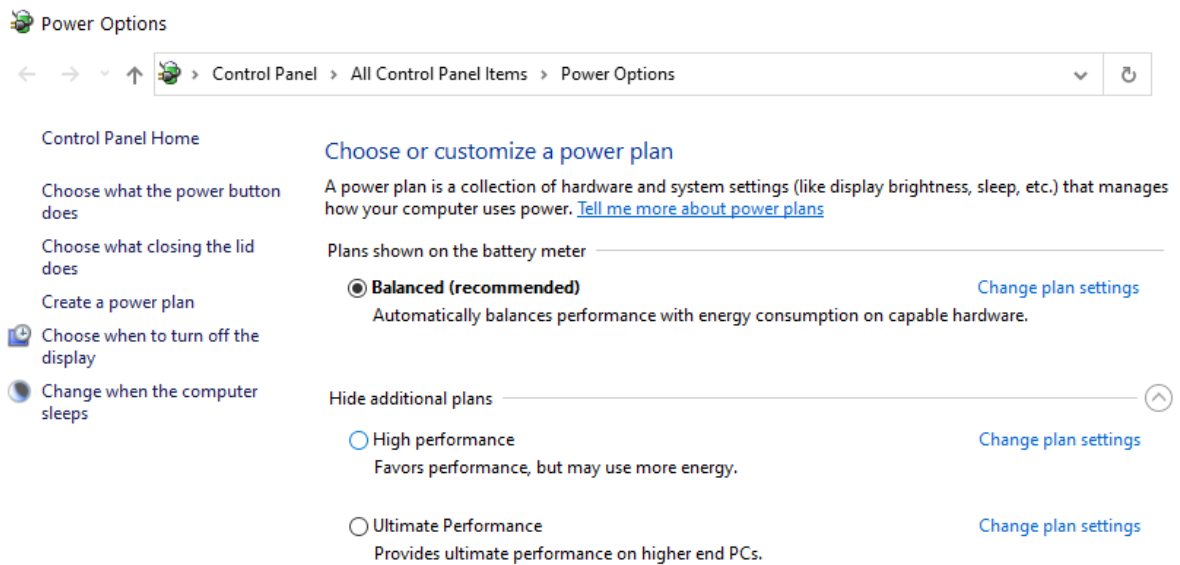 Power Options
Control Panel > All Control Panel Items > Power Options
Control Panel Home
Choose what the power button
does
Choose what closing the lid
does
Create a power plan
Choose when to turn off the
display
Change when the computer
sleeps
Choose or customize a power plan
A power plan is a collection of hardware and system settings (like display brightness, sleep, etc.) that manages
how your computer uses power. Tell me more about power plans
Plans shown on the battery meter
Balanced (recommended) Change plan settings
Automatically balances performance with energy consumption on capable hardware.
Hide additional plans
High performance Change plan settings
Favors performance, but may use more energy.
Ultimate Performance Change plan settings
Provides ultimate performance on higher end PCs.